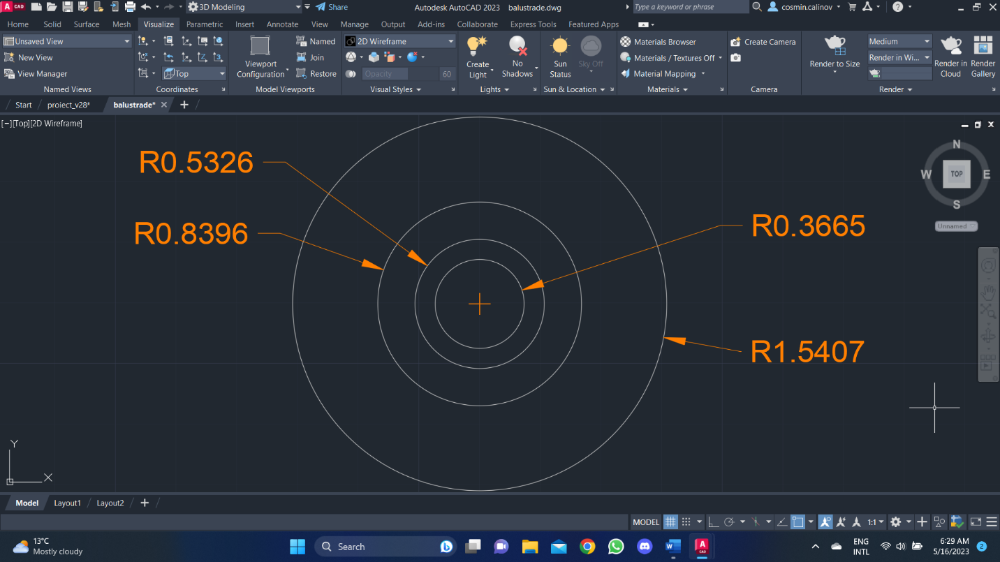 A CAD 3D Modeling Share Autodesk AutoCAD 2023 balustrade.dwg Type a keyword or phrase cosmin.calinov
Home Solid Surface Mesh Visualize Parametric Insert Annotate View Manage Output Add-ins Collaborate Express Tools Featured Apps
Unsaved View
New View
View Manager
Named Views
Top
Coordinates
Viewport
Configuration
Named
Join
Restore
Model Viewports
2D Wireframe
Opacity 60
Visual Styles
Create
Light
No
Shadows
Lights
Sun
Status
Sky Off
Sun & Location
Materials Browser
Materials / Textures Off
Material Mapping
Materials
Create Camera
Camera
Render to Size
Medium
Render in Wi...
Render in
Cloud
Render
Gallery
Render
Start proiect_v28* balustrade*
[−][Top][2D Wireframe]
R0.5326
R0.8396
R0.3665
R1.5407
N
W TOP E
S
Unnamed
Y
X
Model Layout1 Layout2
MODEL 1:1
13°C
Mostly cloudy
Search
ENG
INTL
6:29 AM
5/16/2023
2